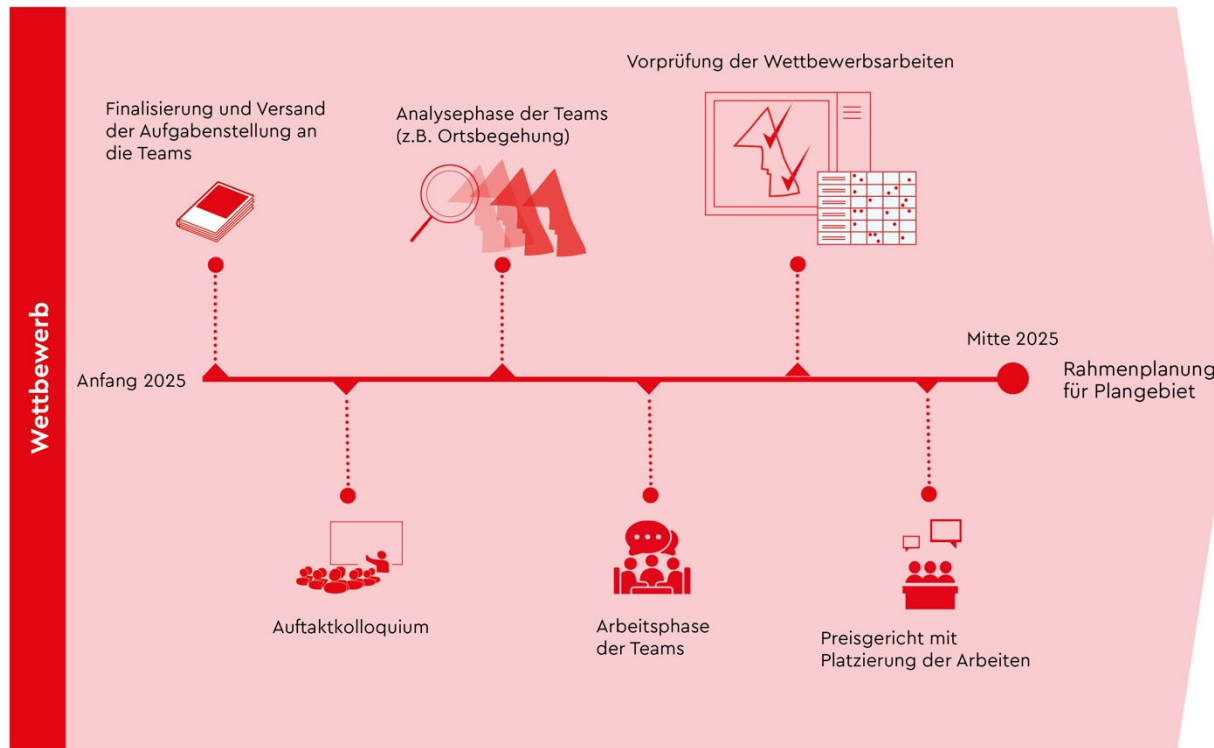 Wettbewerb
Vorprüfung der Wettbewerbsarbeiten
Finalisierung und Versand
der Aufgabenstellung an
die Teams
Analysephase der Teams
(z.B. Ortsbegehung)
Anfang 2025
Mitte 2025
Rahmenplanung
für Plangebiet
Auftaktkolloquium
Arbeitsphase
der Teams
Preisgericht mit
Platzierung der Arbeiten